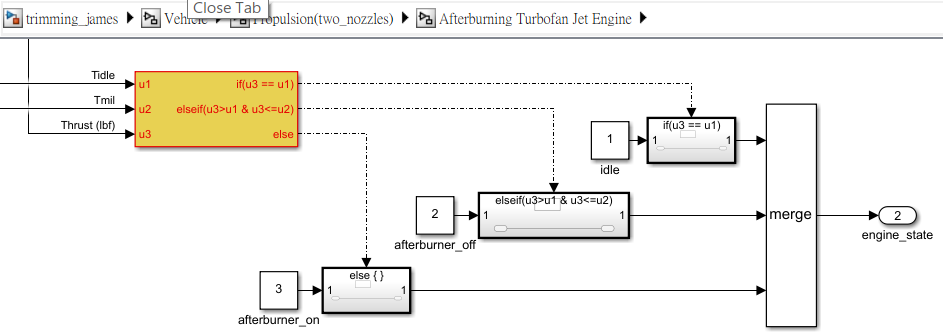 Close Tab
trimming_james Vehicle Propulsion(two_nozzles) Afterburning Turbofan Jet Engine
Tidle
u1 if(u3 == u1)
Tmil
u2 elseif(u3>u1 & u3<=u2)
Thrust (lbf)
u3 else
if(u3 == u1)
1
1 1
idle
merge
elseif(u3>u1 & u3<=u2)
2
1 1
afterburner_off
2
engine_state
else { }
3
1 1
afterburner_on